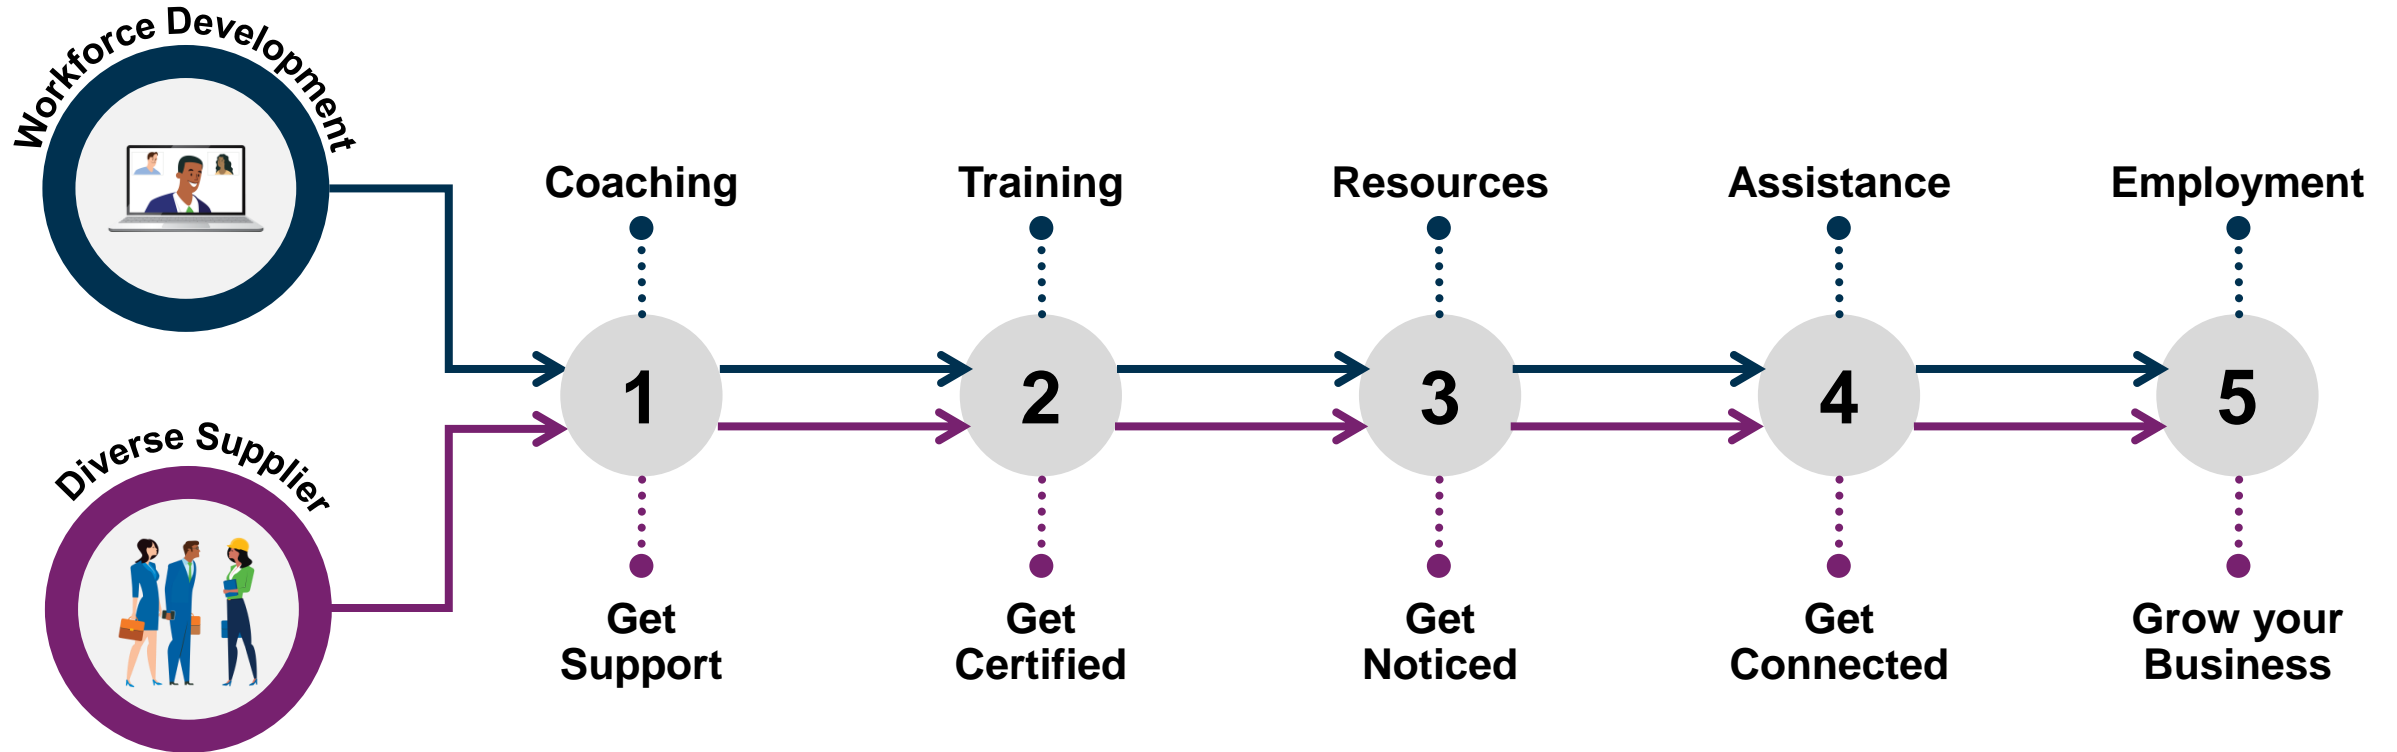 Workforce Development
Coaching
Training
Resources
Assistance
Employment
1
2
3
4
5
Diverse Supplier
Get
Support
Get
Certified
Get
Noticed
Get
Connected
Grow your
Business